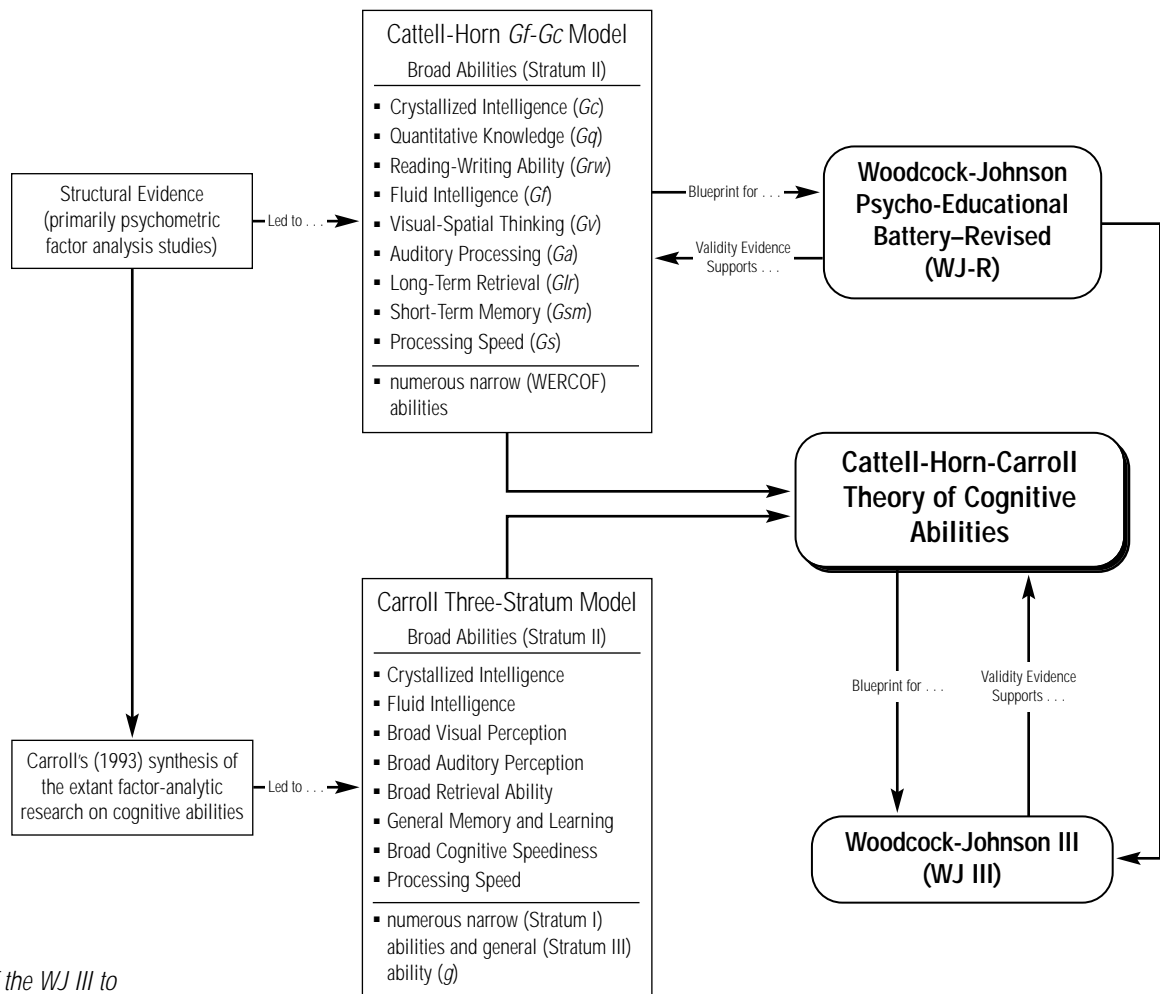 Cattell-Horn Gf-Gc Model
Broad Abilities (Stratum II)
▪ Crystallized Intelligence (Gc)
▪ Quantitative Knowledge (Gq)
▪ Reading-Writing Ability (Grw)
▪ Fluid Intelligence (Gf)
▪ Visual-Spatial Thinking (Gv)
▪ Auditory Processing (Ga)
▪ Long-Term Retrieval (Glr)
▪ Short-Term Memory (Gsm)
▪ Processing Speed (Gs)
▪ numerous narrow (WERCOF)
abilities
Structural Evidence
(primarily psychometric
factor analysis studies)
Led to . . .
Blueprint for . . .
Validity Evidence
Supports . . .
Woodcock-Johnson
Psycho-Educational
Battery–Revised
(WJ-R)
Cattell-Horn-Carroll
Theory of Cognitive
Abilities
Carroll Three-Stratum Model
Broad Abilities (Stratum II)
▪ Crystallized Intelligence
▪ Fluid Intelligence
▪ Broad Visual Perception
▪ Broad Auditory Perception
▪ Broad Retrieval Ability
▪ General Memory and Learning
▪ Broad Cognitive Speediness
▪ Processing Speed
▪ numerous narrow (Stratum I)
abilities and general (Stratum III)
ability (g)
Carroll's (1993) synthesis of
the extant factor-analytic
research on cognitive abilities
Led to . . .
Blueprint for . . .
Validity Evidence
Supports . . .
Woodcock-Johnson III
(WJ III)
the WJ III to